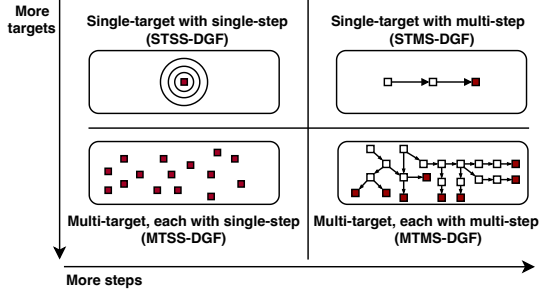 More
targets
Single-target with single-step
(STSS-DGF)
Single-target with multi-step
(STMS-DGF)
Multi-target, each with single-step
(MTSS-DGF)
Multi-target, each with multi-step
(MTMS-DGF)
More steps